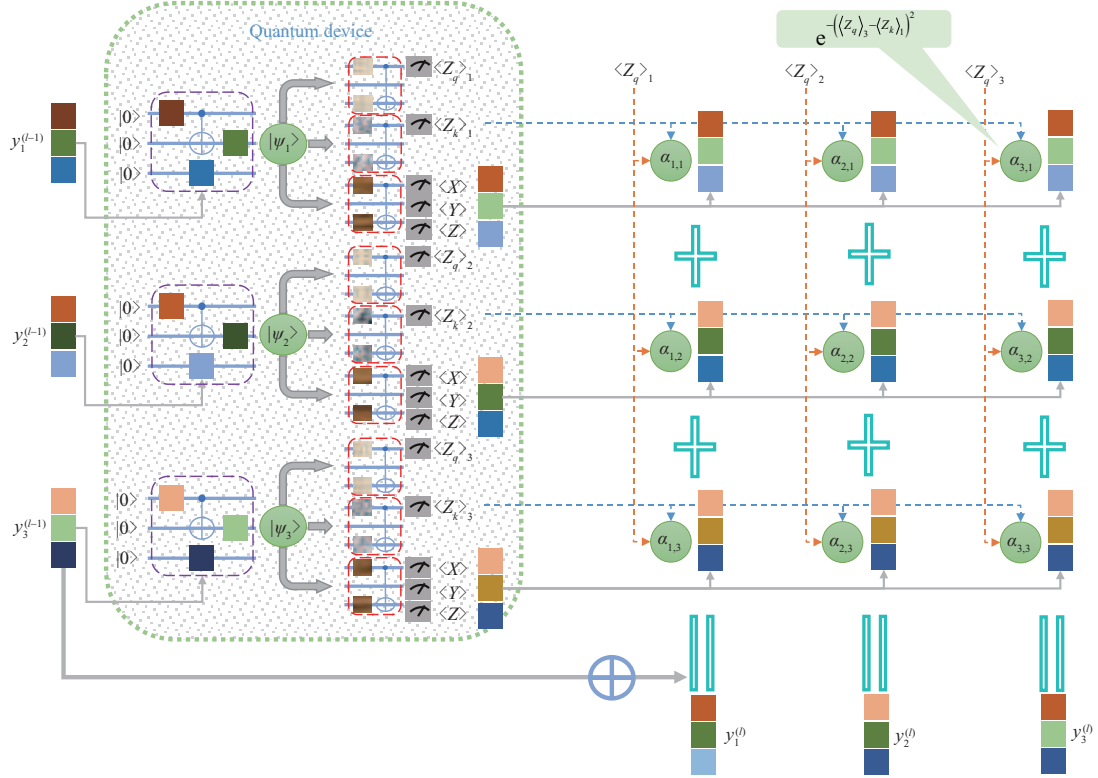 Quantum device
e^{-(⟨Z_q⟩_3 -⟨Z_k⟩_1)^2}
<Z_q>_1 <Z_q>_2 <Z_q>_3
y_1^{(l-1)}
|0>
|0>
|0>
|ψ_1>
<Z_q>_1
<Z_k>_1
<X>
<Y>
<Z>
α_{1,1} α_{2,1} α_{3,1}
y_2^{(l-1)}
|0>
|0>
|0>
|ψ_2>
<Z_q>_2
<Z_k>_2
<X>
<Y>
<Z>
α_{1,2} α_{2,2} α_{3,2}
y_3^{(l-1)}
|0>
|0>
|0>
|ψ_3>
<Z_q>_3
<Z_k>_3
<X>
<Y>
<Z>
α_{1,3} α_{2,3} α_{3,3}
y_1^{(l)} y_2^{(l)} y_3^{(l)}